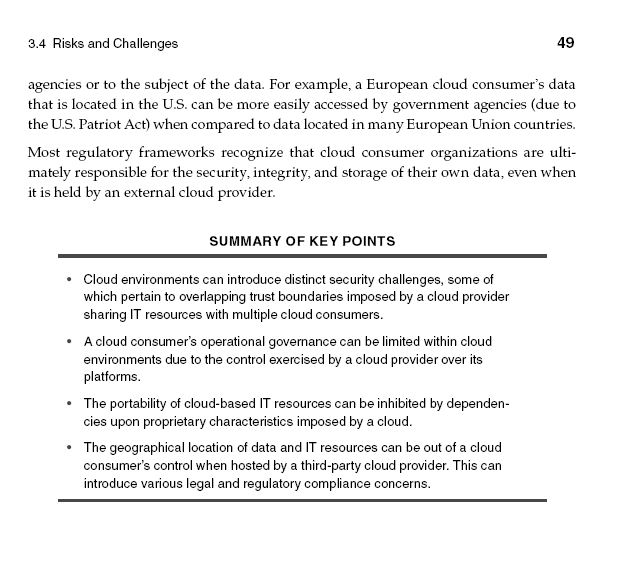 3.4 Risks and Challenges 49
agencies or to the subject of the data. For example, a European cloud consumer's data
that is located in the U.S. can be more easily accessed by government agencies (due to
the U.S. Patriot Act) when compared to data located in many European Union countries.
Most regulatory frameworks recognize that cloud consumer organizations are ulti-
mately responsible for the security, integrity, and storage of their own data, even when
it is held by an external cloud provider.
SUMMARY OF KEY POINTS
• Cloud environments can introduce distinct security challenges, some of
which pertain to overlapping trust boundaries imposed by a cloud provider
sharing IT resources with multiple cloud consumers.
• A cloud consumer's operational governance can be limited within cloud
environments due to the control exercised by a cloud provider over its
platforms.
• The portability of cloud-based IT resources can be inhibited by dependen-
cies upon proprietary characteristics imposed by a cloud.
• The geographical location of data and IT resources can be out of a cloud
consumer's control when hosted by a third-party cloud provider. This can
introduce various legal and regulatory compliance concerns.